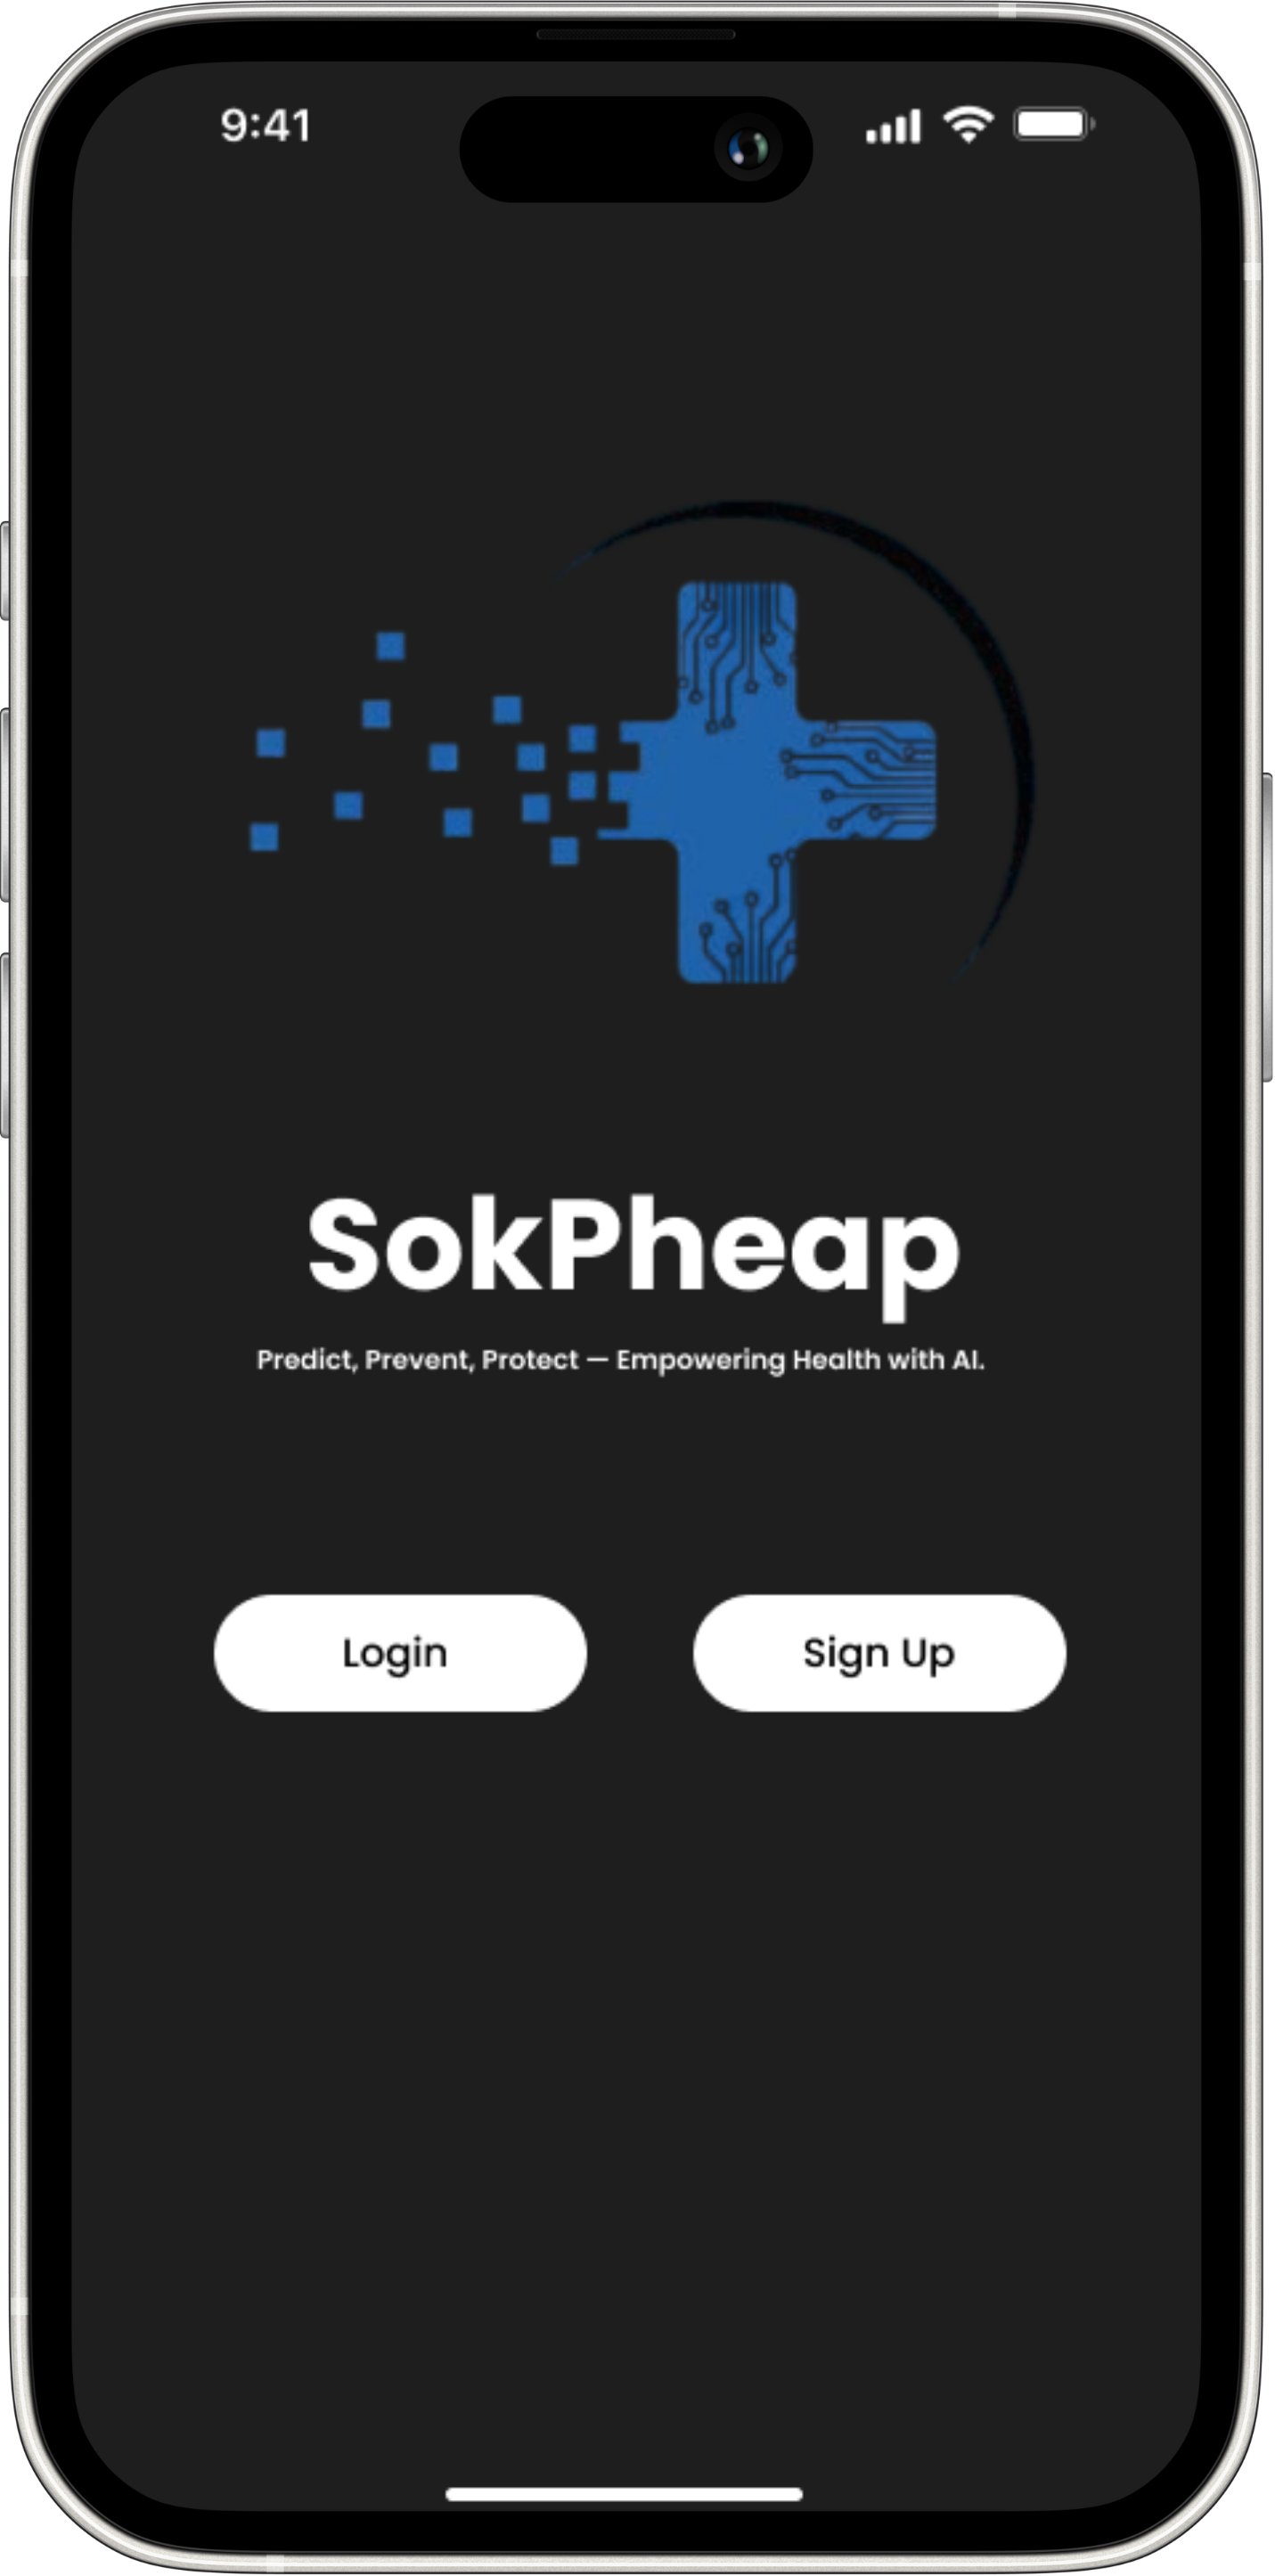 9:41
SokPheap
Predict, Prevent, Protect — Empowering Health with AI.
Login
Sign Up